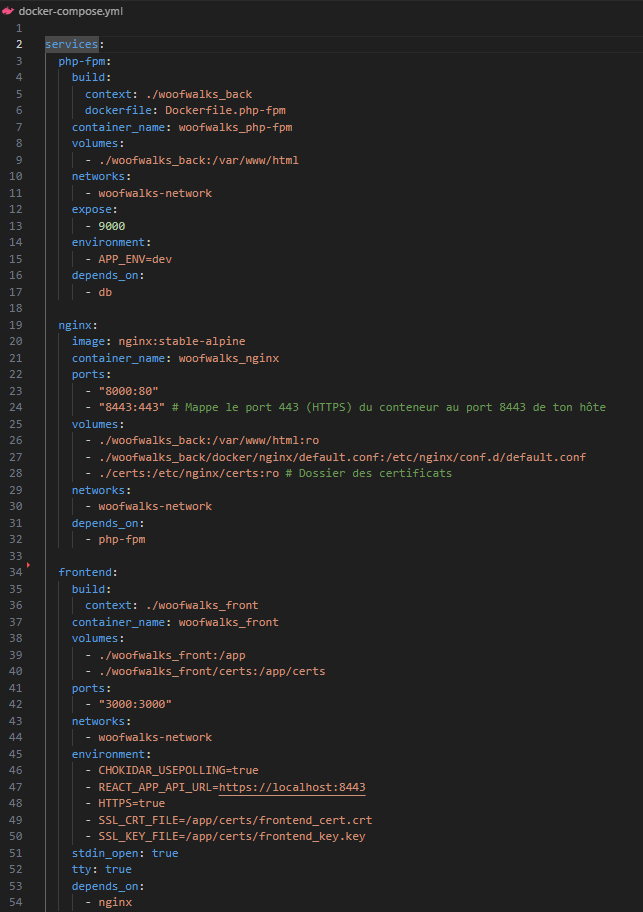 docker-compose.yml
1
2 services:
3   php-fpm:
4     build:
5       context: ./woofwalks_back
6       dockerfile: Dockerfile.php-fpm
7     container_name: woofwalks_php-fpm
8     volumes:
9       - ./woofwalks_back:/var/www/html
10     networks:
11       - woofwalks-network
12     expose:
13       - 9000
14     environment:
15       - APP_ENV=dev
16     depends_on:
17       - db
18
19   nginx:
20     image: nginx:stable-alpine
21     container_name: woofwalks_nginx
22     ports:
23       - "8000:80"
24       - "8443:443" # Mappe le port 443 (HTTPS) du conteneur au port 8443 de ton hôte
25     volumes:
26       - ./woofwalks_back:/var/www/html:ro
27       - ./woofwalks_back/docker/nginx/default.conf:/etc/nginx/conf.d/default.conf
28       - ./certs:/etc/nginx/certs:ro # Dossier des certificats
29     networks:
30       - woofwalks-network
31     depends_on:
32       - php-fpm
33
34   frontend:
35     build:
36       context: ./woofwalks_front
37     container_name: woofwalks_front
38     volumes:
39       - ./woofwalks_front:/app
40       - ./woofwalks_front/certs:/app/certs
41     ports:
42       - "3000:3000"
43     networks:
44       - woofwalks-network
45     environment:
46       - CHOKIDAR_USEPOLLING=true
47       - REACT_APP_API_URL=https://localhost:8443
48       - HTTPS=true
49       - SSL_CRT_FILE=/app/certs/frontend_cert.crt
50       - SSL_KEY_FILE=/app/certs/frontend_key.key
51     stdin_open: true
52     tty: true
53     depends_on:
54       - nginx